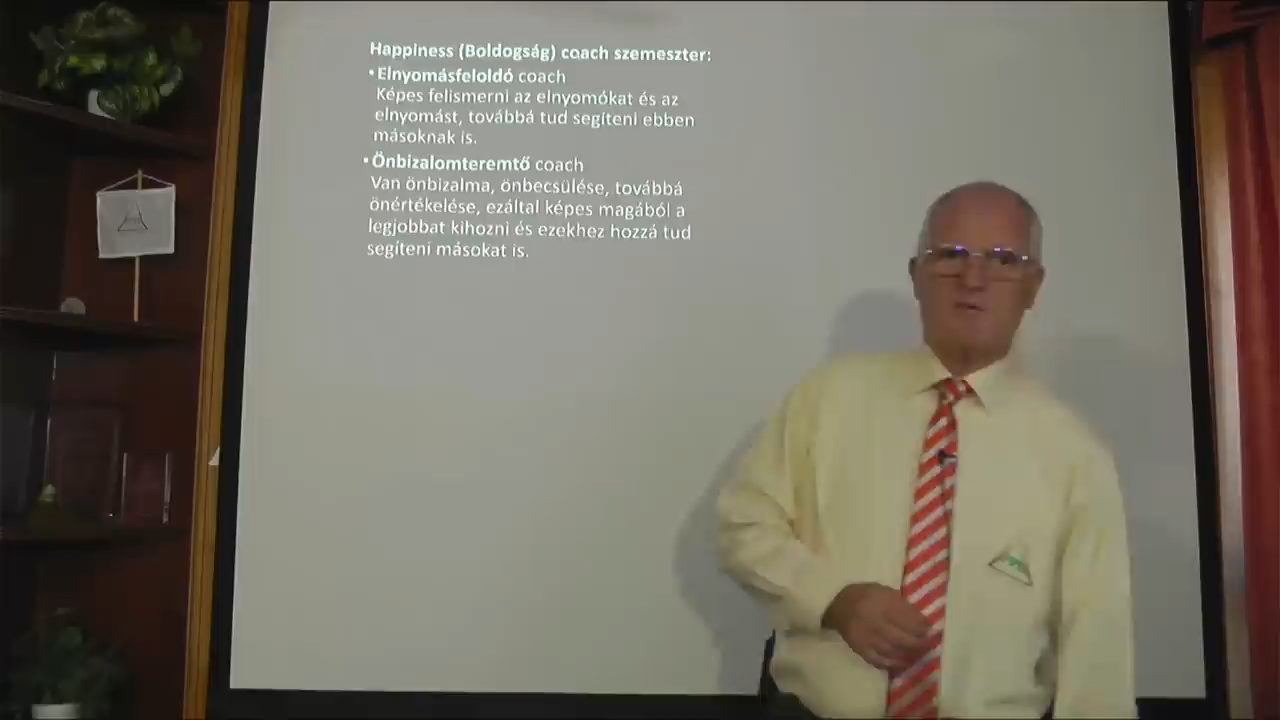 Happiness (Boldogság) coach szemeszter:
•Elnyomásfeloldó coach
Képes felismerni az elnyomókat és az
elnyomást, továbbá tud segíteni ebben
másoknak is.
•Önbizalomteremtő coach
Van önbizalma, önbecsülése, továbbá
önértékelése, ezáltal képes magából a
legjobbat kihozni és ezekhez hozzá tud
segíteni másokat is.